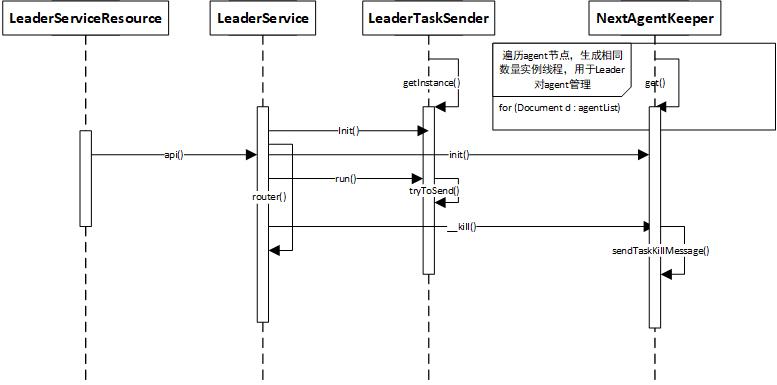 LeaderServiceResource
LeaderService
LeaderTaskSender
NextAgentKeeper
遍历agent节点，生成相同
数量实例线程，用于Leader
对agent管理
getInstance()
get()
for (Document d : agentList)
Init()
api()
init()
run()
tryToSend()
router()
__kill()
sendTaskKillMessage()